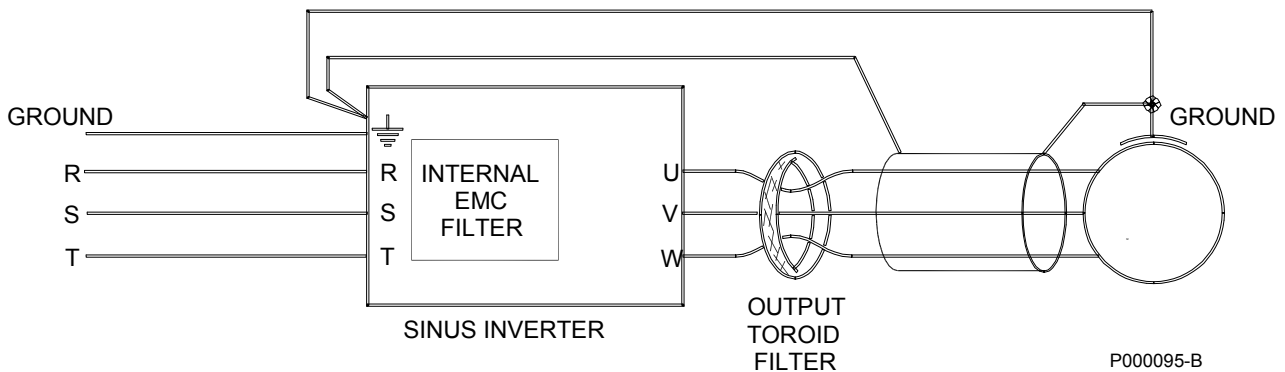 GROUND
GROUND
R
R
INTERNAL
EMC
FILTER
U
S
S
V
T
T
W
SINUS INVERTER
OUTPUT
TOROID
FILTER
P000095-B